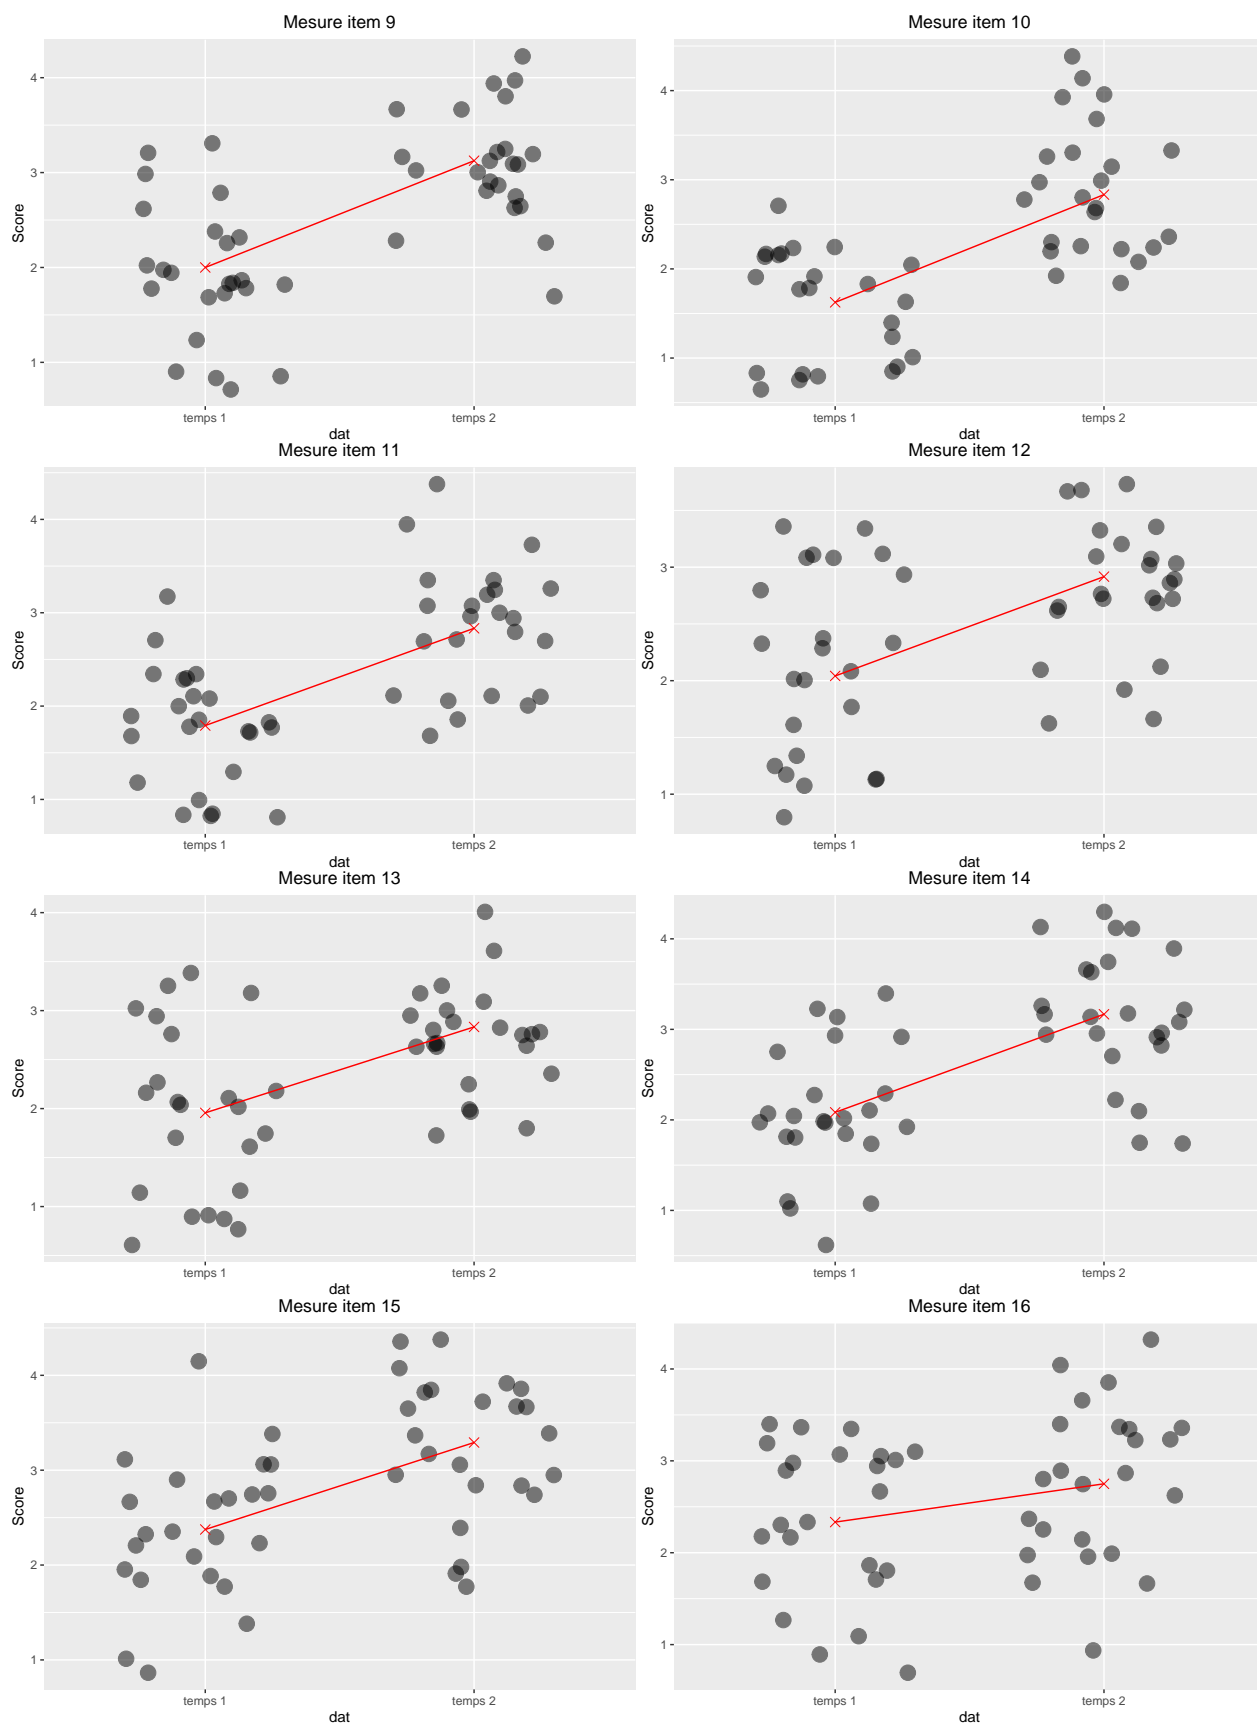 Mesure item 9
Score
4
3
2
1
temps 1 temps 2
dat
Mesure item 10
Score
4
3
2
1
temps 1 temps 2
dat
Mesure item 11
Score
4
3
2
1
temps 1 temps 2
dat
Mesure item 12
Score
3
2
1
temps 1 temps 2
dat
Mesure item 13
Score
4
3
2
1
temps 1 temps 2
dat
Mesure item 14
Score
4
3
2
1
temps 1 temps 2
dat
Mesure item 15
Score
4
3
2
1
temps 1 temps 2
dat
Mesure item 16
Score
4
3
2
1
temps 1 temps 2
dat